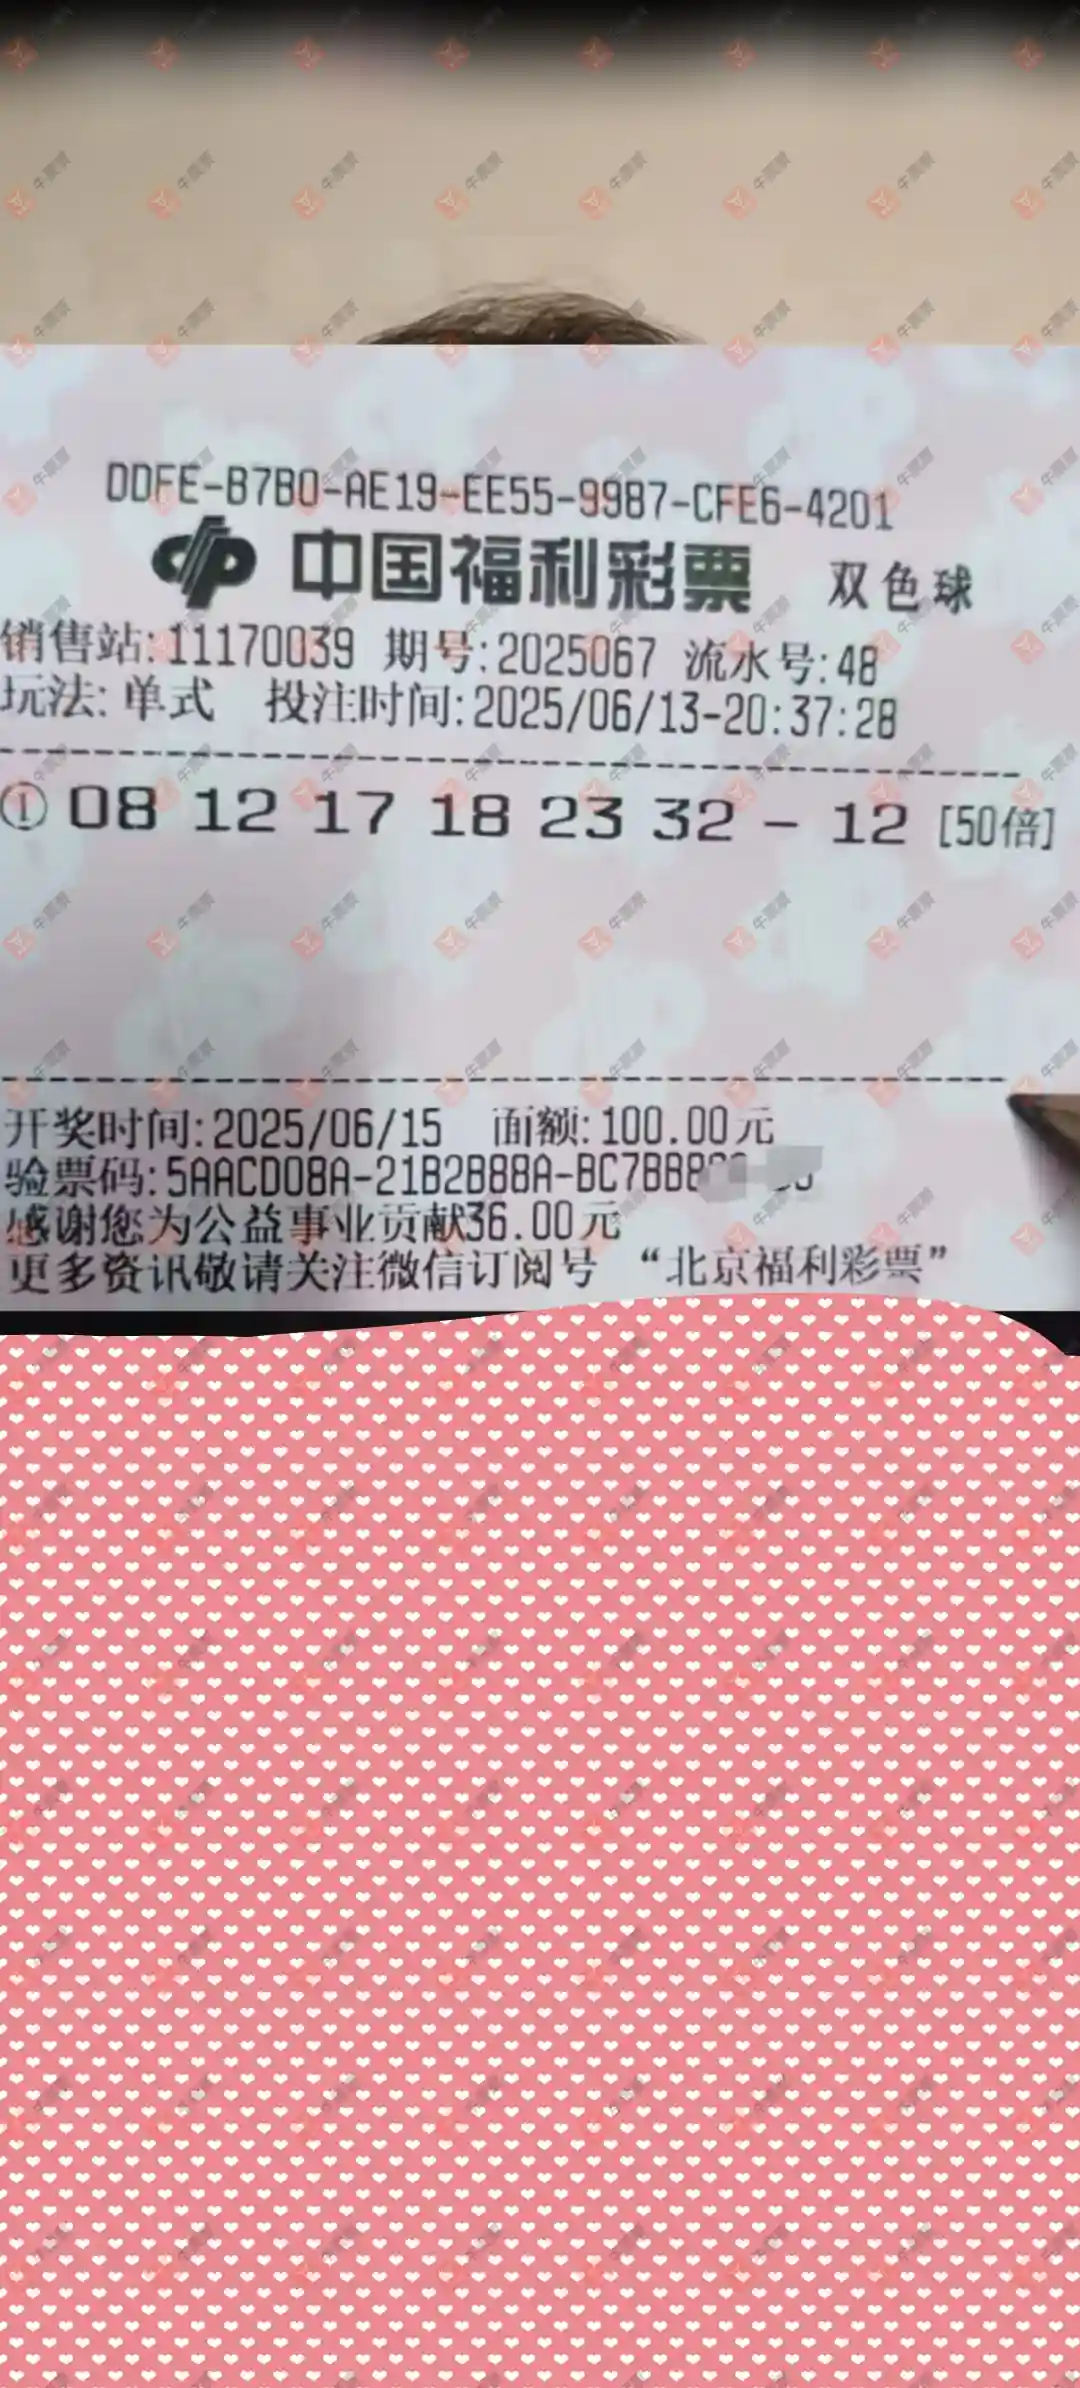 DDFE-B7B0-AE19-EE55-9987-CFE6-4201
中国福利彩票 双色球
销售站:11170039 期号:2025067 流水号:48
玩法:单式 投注时间:2025/06/13-20:37:28
① 08 12 17 18 23 32 - 12 [50倍]
开奖时间:2025/06/15 面额:100.00元
验票码:5AACD08A-21B2B88A-BC7BBB
感谢您为公益事业贡献36.00元
更多资讯敬请关注微信订阅号 “北京福利彩票”